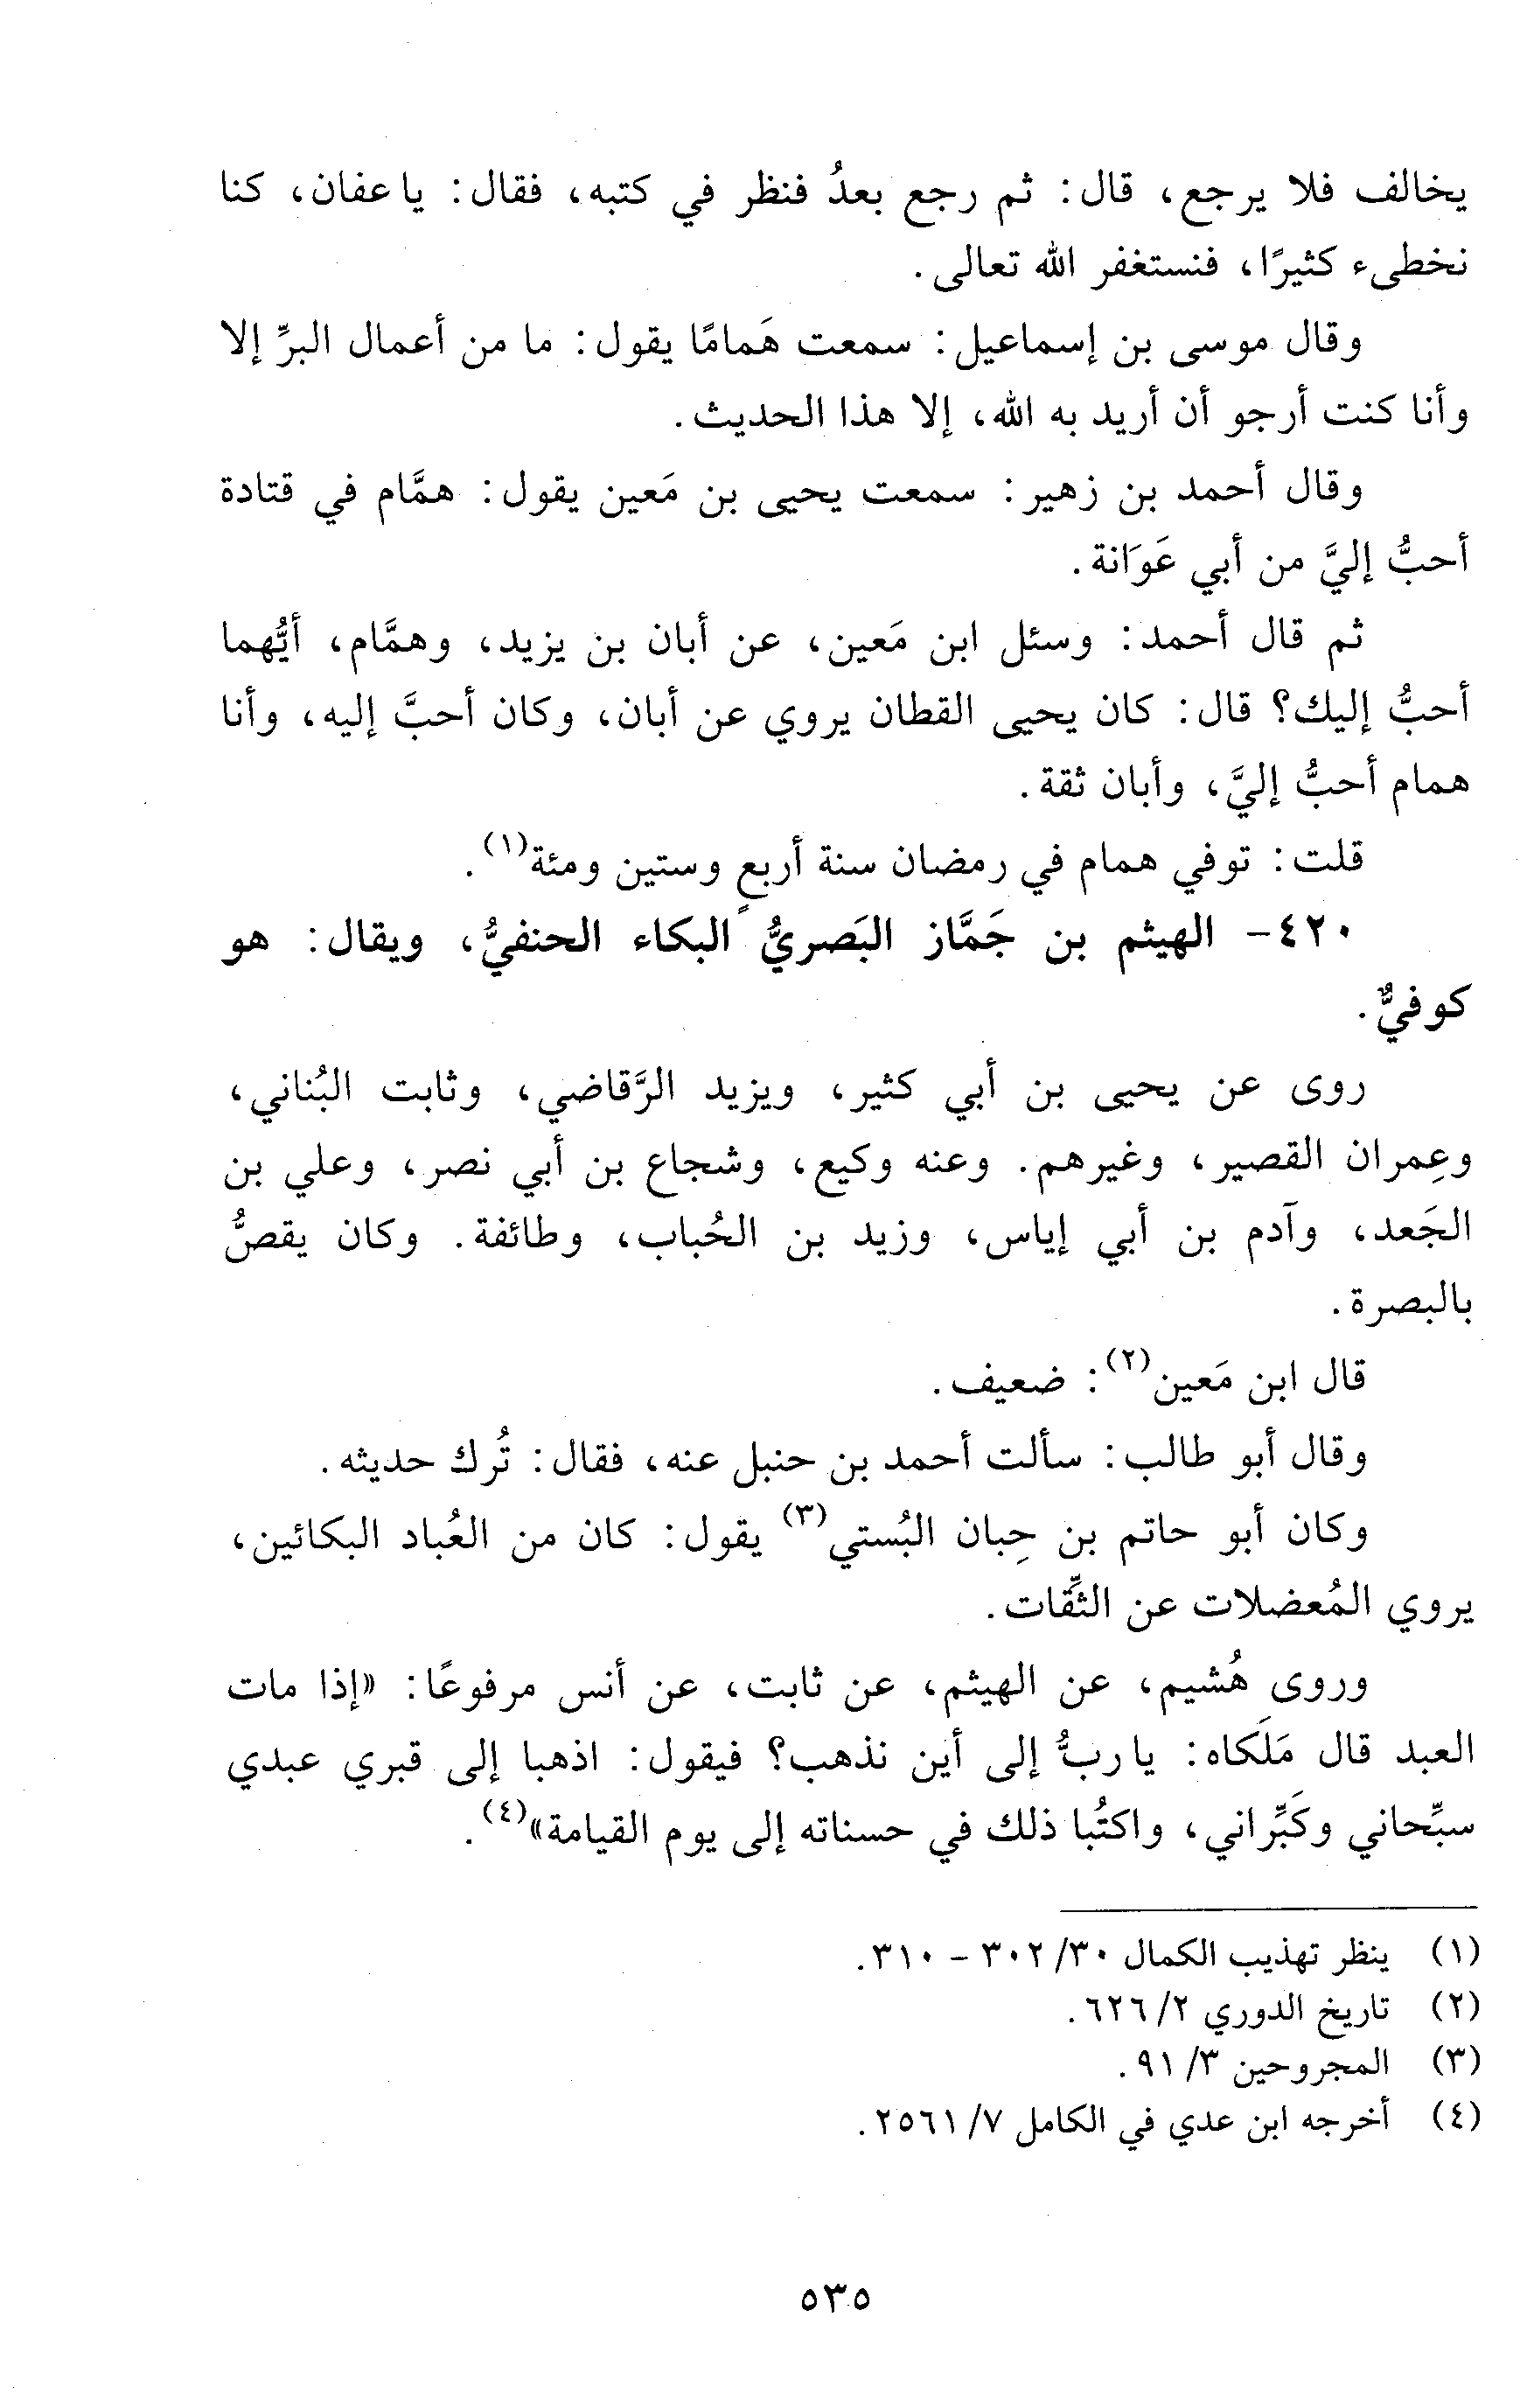 يخالف فلا يرجع، قال: ثم رجع بعدُ فنظر في كتبه، فقال: يا عفان، كنا
نخطىء كثيرًا، فنستغفر الله تعالى.
وقال موسى بن إسماعيل: سمعت هَمامًا يقول: ما من أعمال البرِّ إلا
وأنا كنت أرجو أن أريد به الله، إلا هذا الحديث.
وقال أحمد بن زهير: سمعت يحيى بن مَعين يقول: همَّام في قتادة
أحبُّ إليَّ من أبي عَوَانة.
ثم قال أحمد: وسئل ابن مَعين، عن أبان بن يزيد، وهمَّام، أيُّهما
أحبُّ إليك؟ قال: كان يحيى القطان يروي عن أبان، وكان أحبَّ إليه، وأنا
همام أحبُّ إليَّ، وأبان ثقة.
قلت: توفي همام في رمضان سنة أربعٍ وستين ومئة(١).
٤٢٠- الهيثم بن جَمَّاز البَصريُّ البكاء الحنفيُّ، ويقال: هو
كوفيٌّ.
روى عن يحيى بن أبي كثير، ويزيد الرَّقاضي، وثابت البُناني،
وعِمران القصير، وغيرهم. وعنه وكيع، وشجاع بن أبي نصر، وعلي بن
الجَعد، وآدم بن أبي إياس، وزيد بن الحُباب، وطائفة. وكان يقصُّ
بالبصرة.
قال ابن مَعين(٢): ضعيف.
وقال أبو طالب: سألت أحمد بن حنبل عنه، فقال: تُرك حديثه.
وكان أبو حاتم بن حِبان البُستي(٣) يقول: كان من العُباد البكائين،
يروي المُعضلات عن الثِّقات.
وروى هُشيم، عن الهيثم، عن ثابت، عن أنس مرفوعًا: «إذا مات
العبد قال مَلَكاه: يا ربُّ إلى أين نذهب؟ فيقول: اذهبا إلى قبري عبدي
سبِّحاني وكَبِّراني، واكتُبا ذلك في حسناته إلى يوم القيامة»(٤).
(١) ينظر تهذيب الكمال ٣٠/ ٣٠٢ - ٣١٠.
(٢) تاريخ الدوري ٢/ ٦٢٦.
(٣) المجروحين ٣/ ٩١.
(٤) أخرجه ابن عدي في الكامل ٧/ ٢٥٦١.
٥٣٥